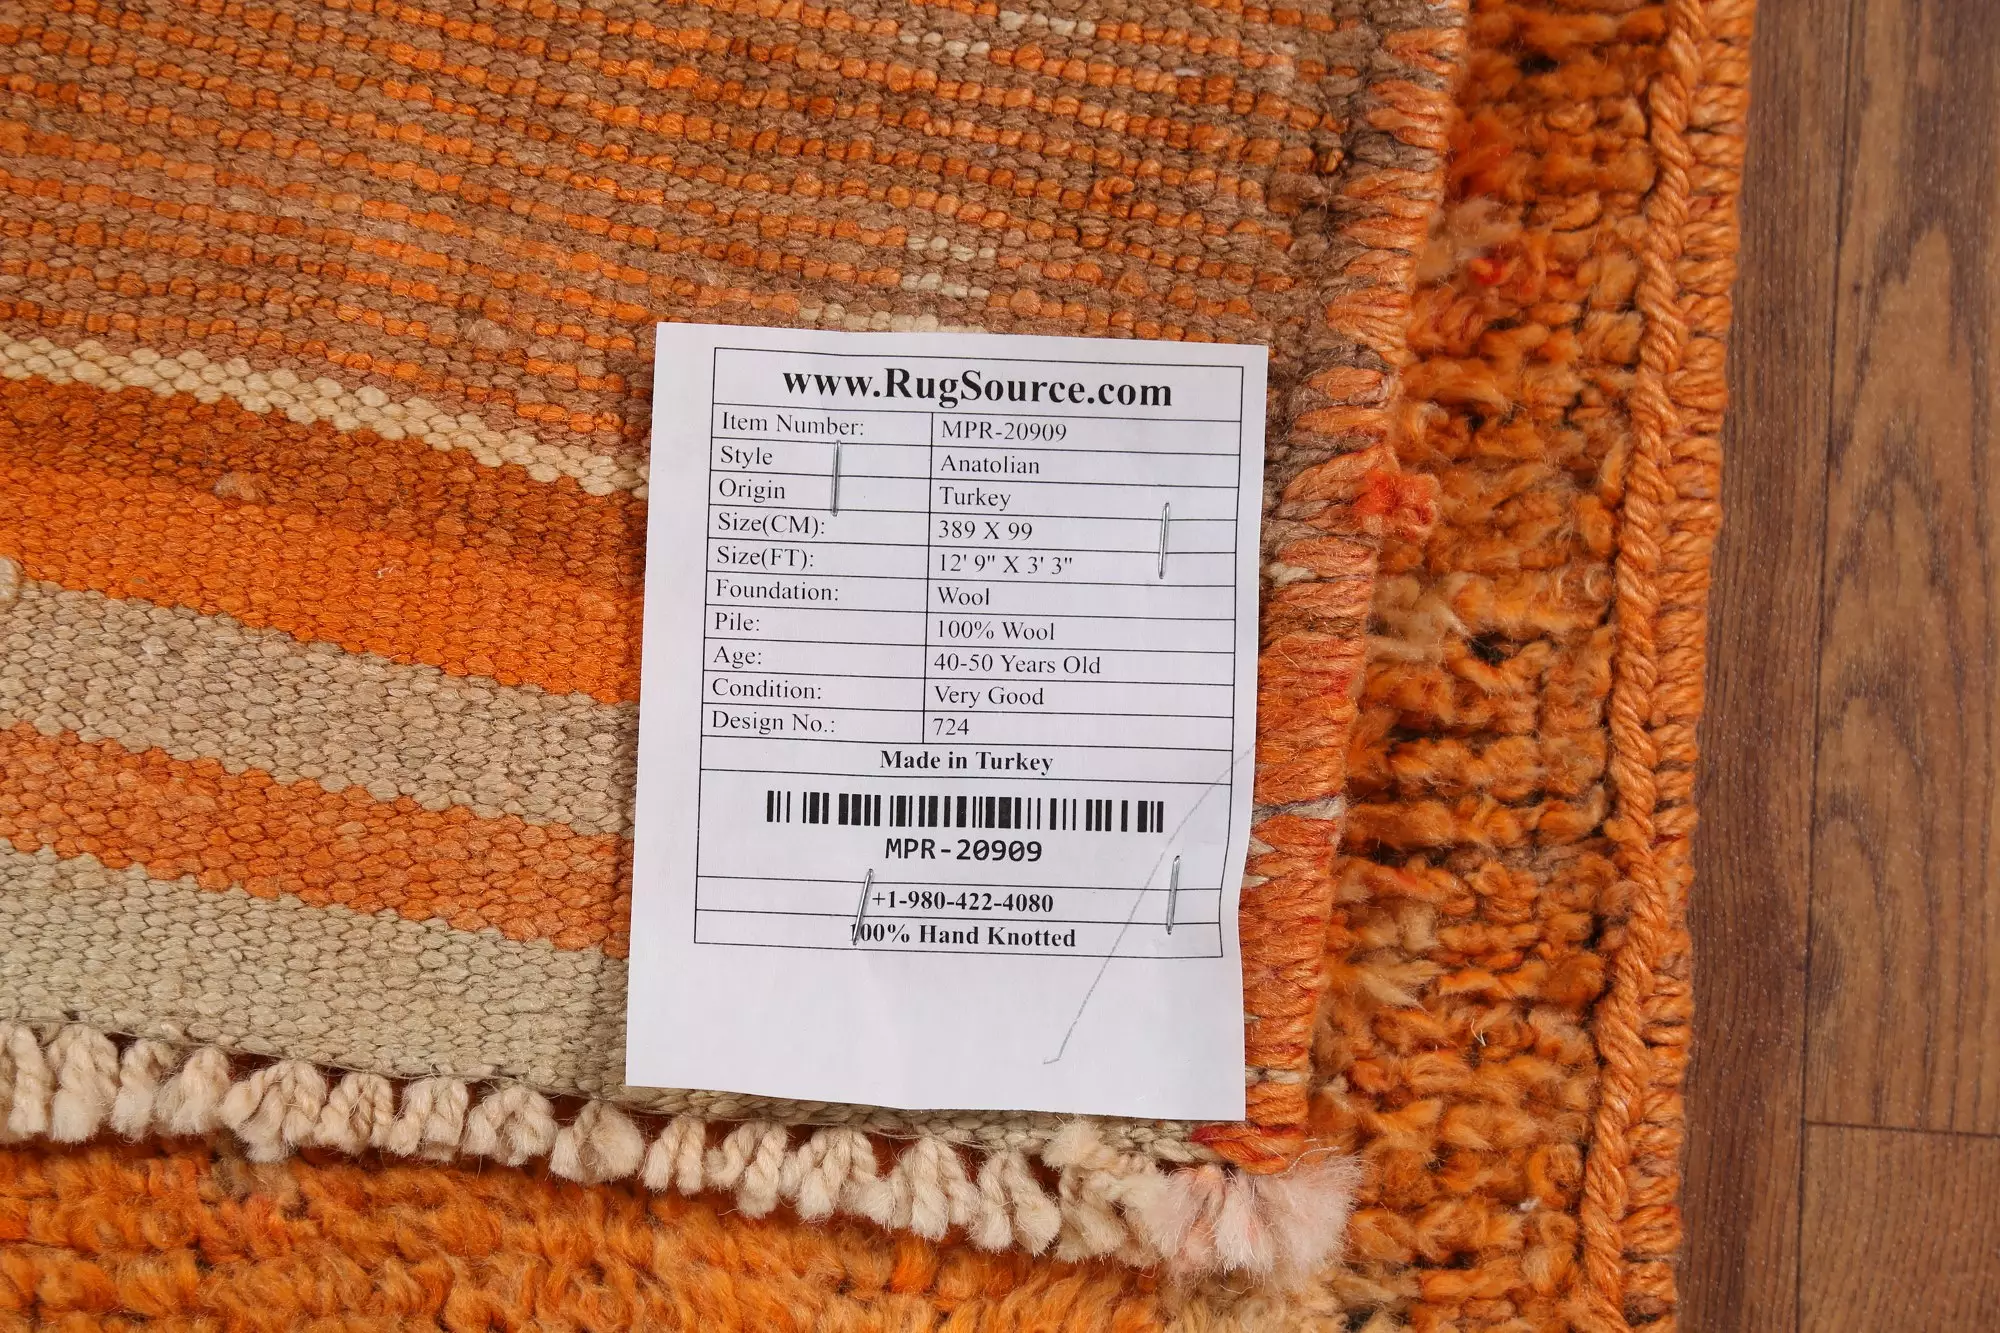 www.RugSource.com
Item Number: MPR-20909
Style Anatolian
Origin Turkey
Size(CM): 389 X 99
Size(FT): 12' 9" X 3' 3"
Foundation: Wool
Pile: 100% Wool
Age: 40-50 Years Old
Condition: Very Good
Design No.: 724
Made in Turkey
MPR-20909
+1-980-422-4080
100% Hand Knotted